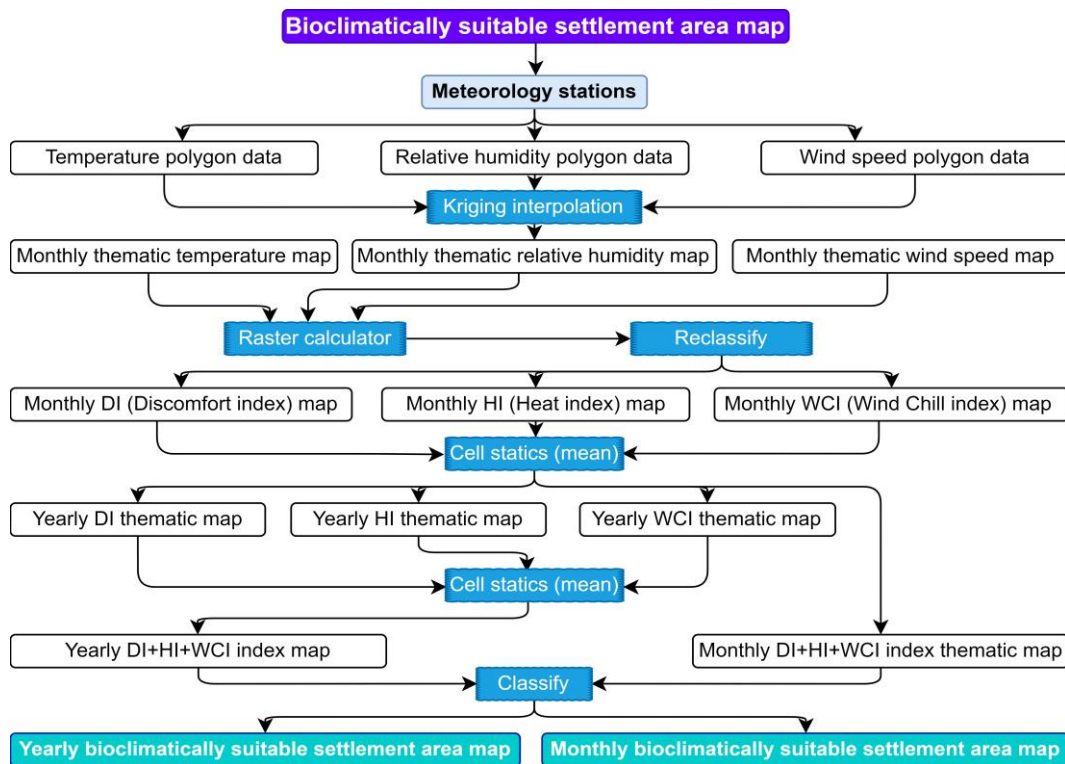 Bioclimatically suitable settlement area map
Meteorology stations
Temperature polygon data
Relative humidity polygon data
Wind speed polygon data
Kriging interpolation
Monthly thematic temperature map
Monthly thematic relative humidity map
Monthly thematic wind speed map
Raster calculator
Reclassify
Monthly DI (Discomfort index) map
Monthly HI (Heat index) map
Monthly WCI (Wind Chill index) map
Cell statics (mean)
Yearly DI thematic map
Yearly HI thematic map
Yearly WCI thematic map
Cell statics (mean)
Yearly DI+HI+WCI index map
Monthly DI+HI+WCI index thematic map
Classify
Yearly bioclimatically suitable settlement area map
Monthly bioclimatically suitable settlement area map